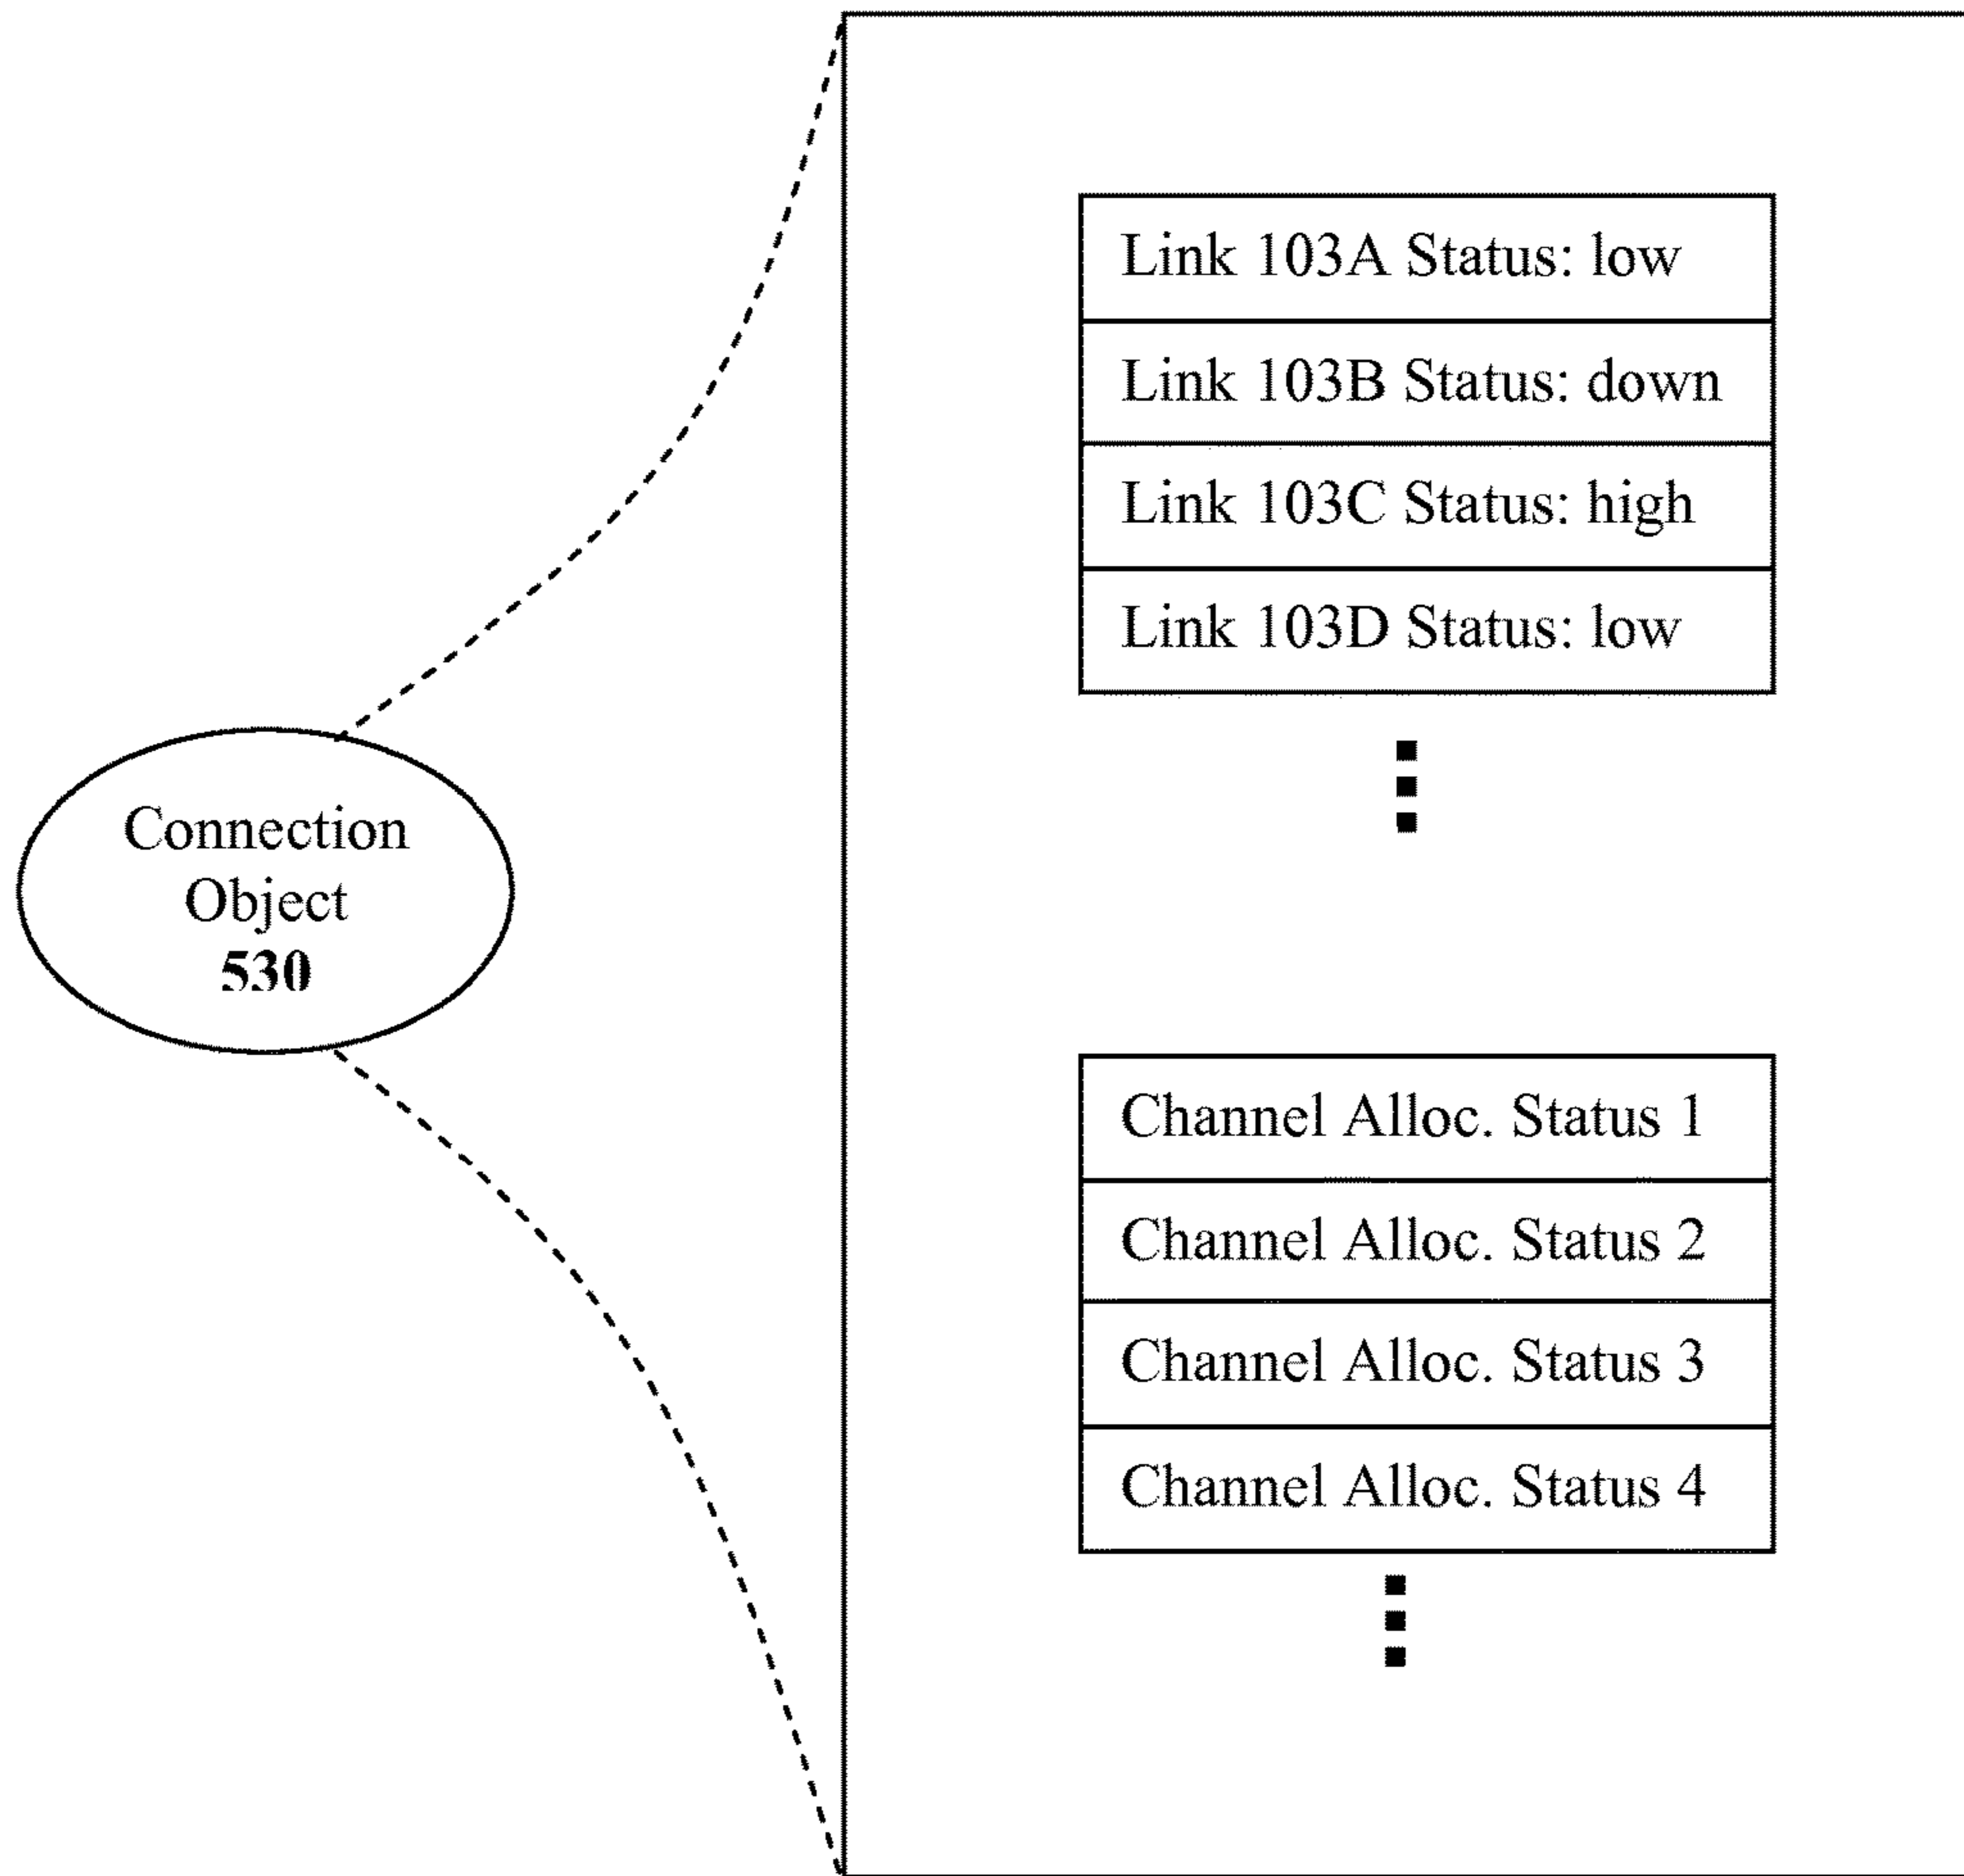 Link 103A Status: low
Link 103B Status: down
Link 103C Status: high
Link 103D Status: low
Connection
Object
530
Channel Alloc. Status 1
Channel Alloc. Status 2
Channel Alloc. Status 3
Channel Alloc. Status 4